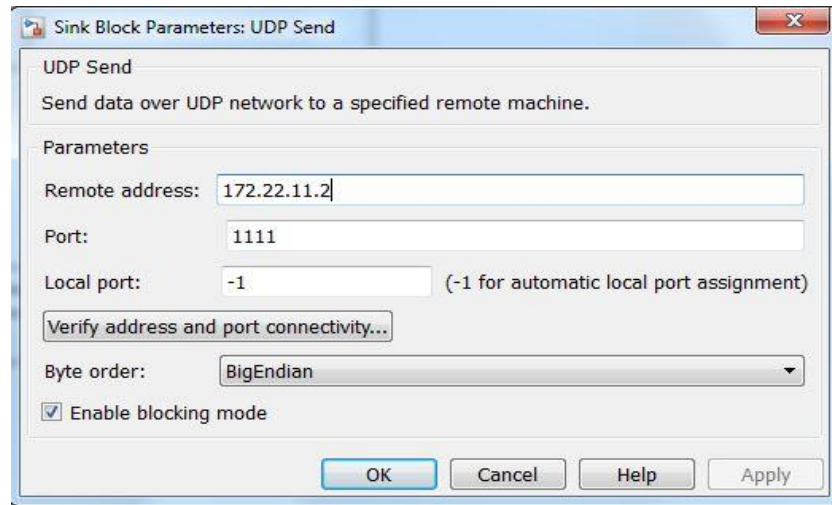 Sink Block Parameters: UDP Send
UDP Send
Send data over UDP network to a specified remote machine.
Parameters
Remote address: 172.22.11.2
Port: 1111
Local port: -1 (-1 for automatic local port assignment)
Verify address and port connectivity...
Byte order: BigEndian
Enable blocking mode
OK Cancel Help Apply